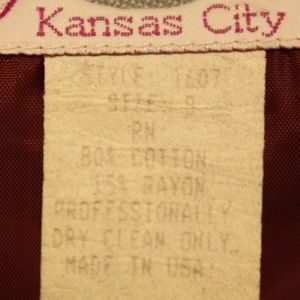 Kansas City
STYLE 1607
SIZE 8
RN
80% COTTON
15% RAYON
PROFESSIONALLY
DRY CLEAN ONLY
MADE IN USA